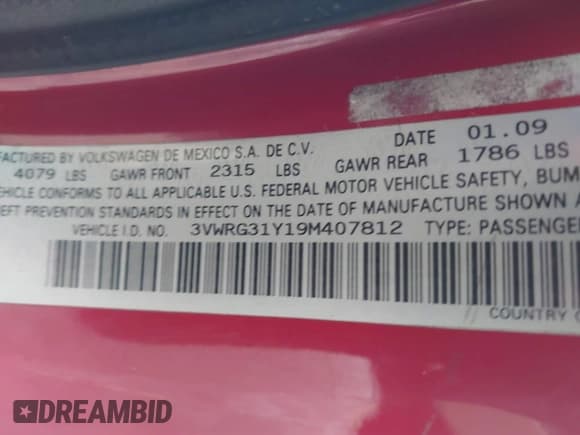 DATE 01.09
FACTURED BY VOLKSWAGEN DE MEXICO S.A. DE C.V.
4079 LBS GAWR FRONT 2315 LBS GAWR REAR 1786 LBS
VEHICLE CONFORMS TO ALL APPLICABLE U.S. FEDERAL MOTOR VEHICLE SAFETY, BUM
HEFT PREVENTION STANDARDS IN EFFECT ON THE DATE OF MANUFACTURE SHOWN A
VEHICLE I.D. NO. 3VWRG31Y19M407812 TYPE: PASSENGE
// COUNTRY
DREAMBID